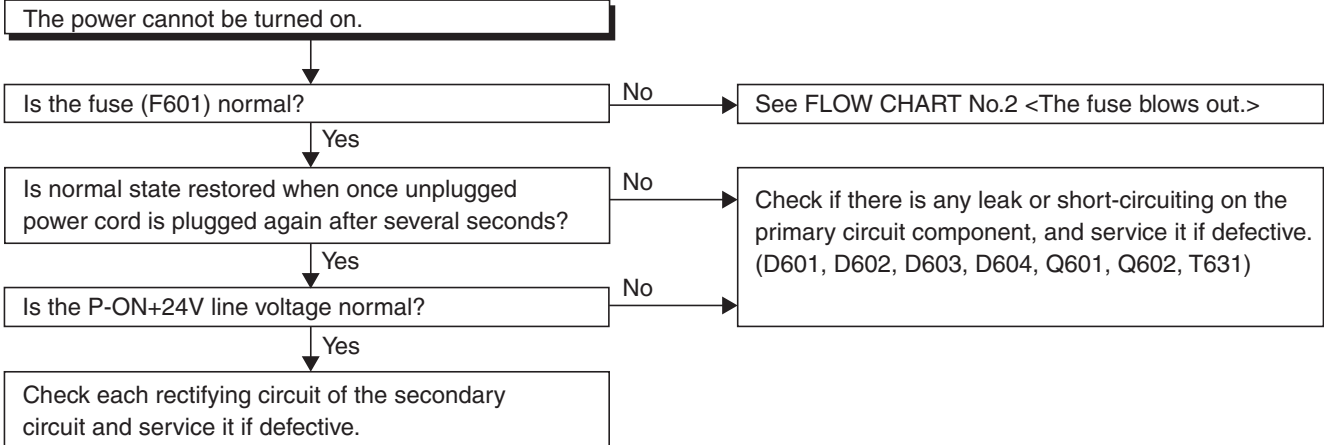 The power cannot be turned on.
Is the fuse (F601) normal?
No
See FLOW CHART No.2 <The fuse blows out.>
Yes
Is normal state restored when once unplugged
power cord is plugged again after several seconds?
No
Check if there is any leak or short-circuiting on the
primary circuit component, and service it if defective.
(D601, D602, D603, D604, Q601, Q602, T631)
Yes
Is the P-ON+24V line voltage normal?
No
Yes
Check each rectifying circuit of the secondary
circuit and service it if defective.